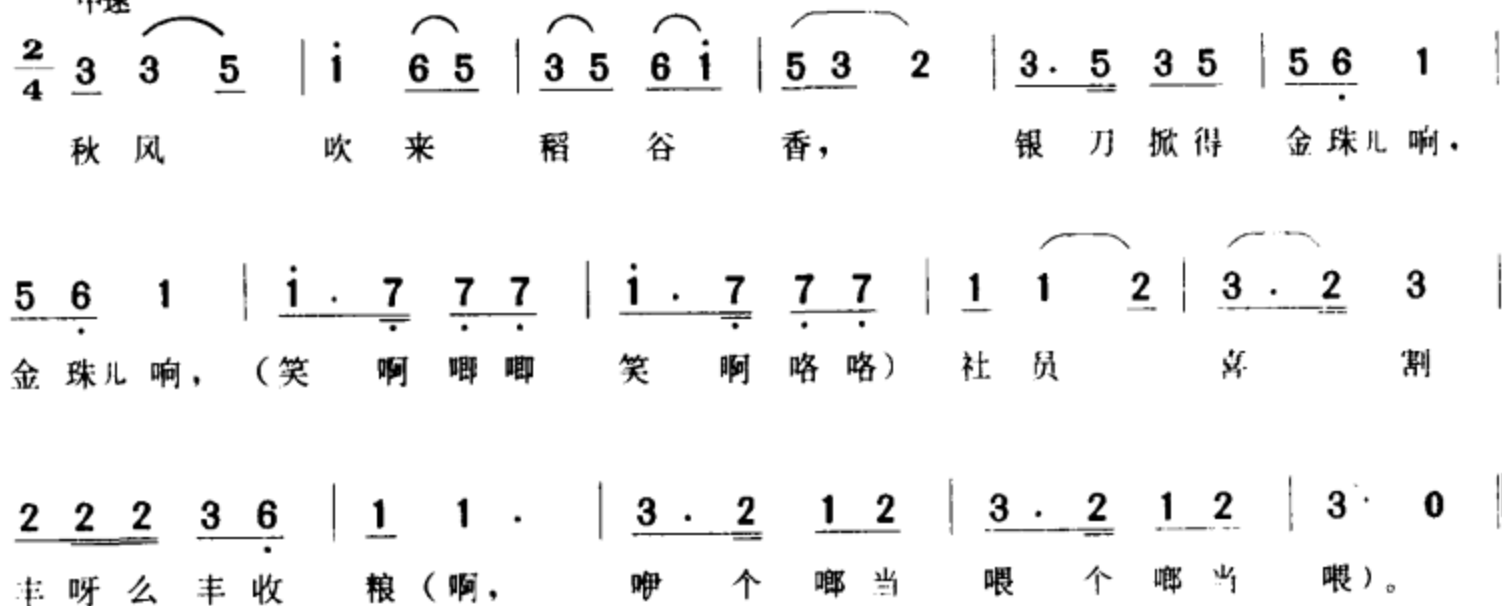 中速
2/4 3 3 5 | i 6 5 | 3 5 6 i | 5 3 2 | 3 . 5 3 5 | 5 6 1 |
秋 风 吹 来 稻 谷 香， 银 刀 掀 得 金 珠儿 响，
5 6 1 | i . 7 7 7 | i . 7 7 7 | 1 1 2 | 3 . 2 3 |
金 珠儿 响，（笑 啊 唧 唧 笑 啊 咯 咯）社 员 喜 割
2 2 2 3 6 | 1 1 . | 3 . 2 1 2 | 3 . 2 1 2 | 3 0 |
丰 呀 么 丰 收 粮（啊， 咿 个 啷 当 喂 个 啷 当 喂）。